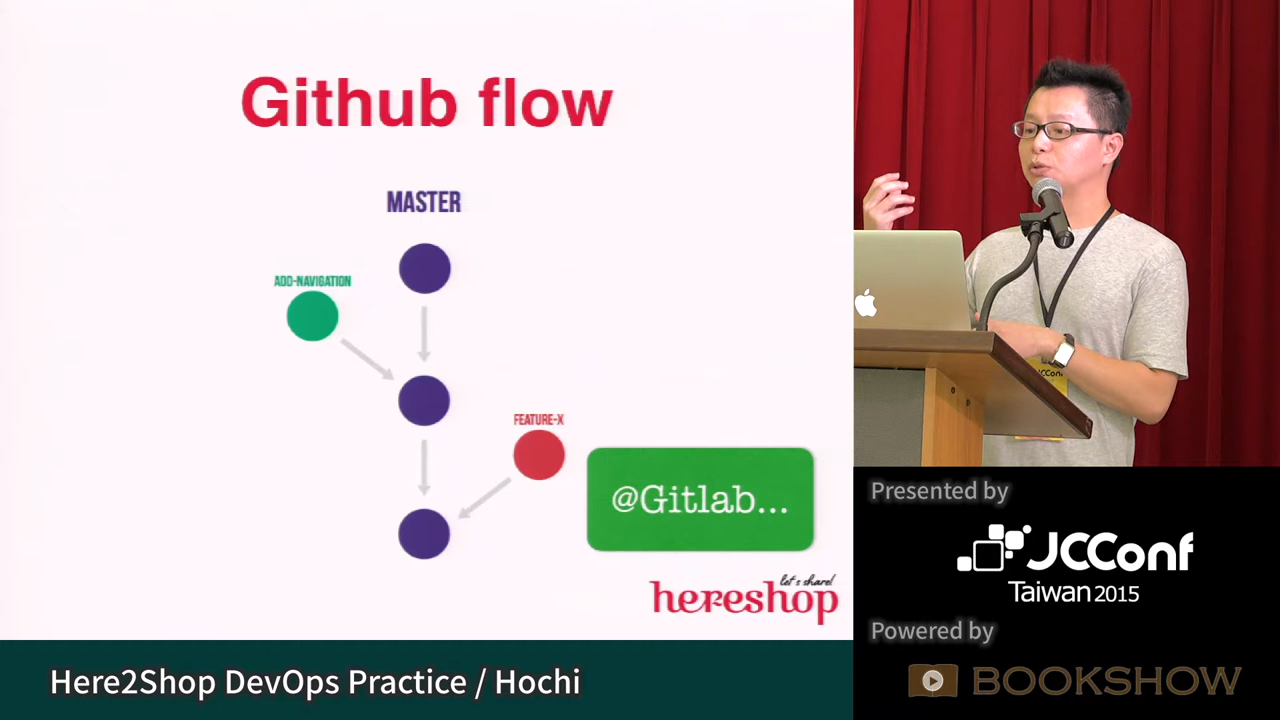 Github flow
MASTER
ADD-NAVIGATION
FEATURE-X
@Gitlab...
let's share!
hereshop
Here2Shop DevOps Practice / Hochi
JCConf
Presented by
JCConf
Taiwan 2015
Powered by
BOOKSHOW